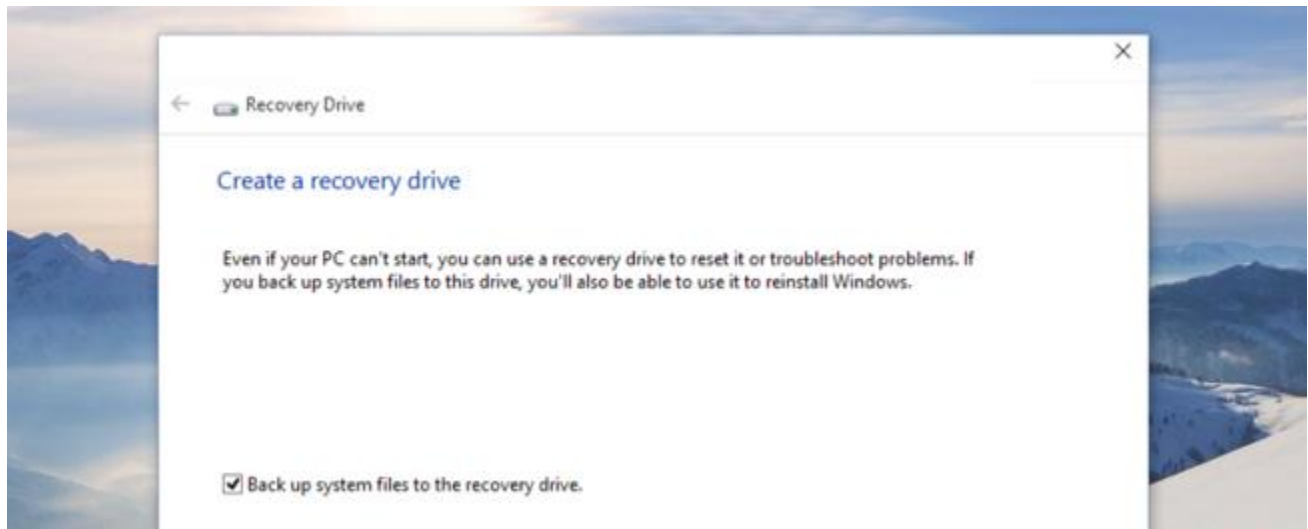 Recovery Drive
Create a recovery drive
Even if your PC can't start, you can use a recovery drive to reset it or troubleshoot problems. If
you back up system files to this drive, you'll also be able to use it to reinstall Windows.
Back up system files to the recovery drive.